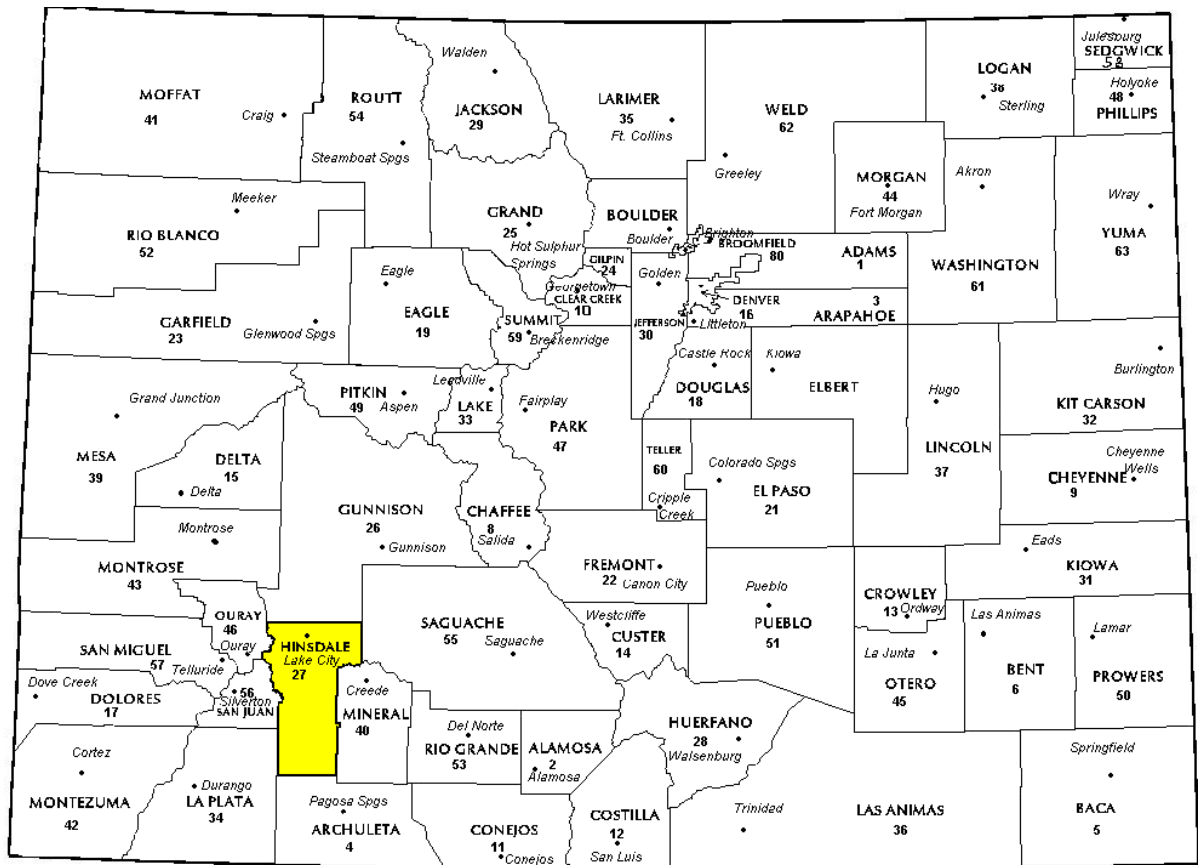 Julesburg
SEDGWICK
58
LOGAN
38
Sterling
Holyoke
48
PHILLIPS
Walden
JACKSON
29
MOFFAT
41
Craig
ROUTT
54
Steamboat Spgs
LARIMER
35
Ft. Collins
WELD
62
Greeley
MORGAN
44
Fort Morgan
Akron
WASHINGTON
61
Wray
YUMA
63
Meeker
RIO BLANCO
52
GRAND
25
Hot Sulphur
Springs
BOULDER
Boulder
Brighton
BROOMFIELD
80
ADAMS
1
GILPIN
24
Golden
Georgetown
CLEAR CREEK
10
JEFFERSON
30
DENVER
16
Littleton
3
ARAPAHOE
Eagle
EAGLE
19
SUMMIT
59
Breckenridge
GARFIELD
23
Glenwood Spgs
Castle Rock
DOUGLAS
18
Kiowa
ELBERT
Hugo
LINCOLN
37
Burlington
KIT CARSON
32
Grand Junction
MESA
39
PITKIN
49
Aspen
Leadville
LAKE
33
Fairplay
PARK
47
DELTA
15
Delta
TELLER
60
Cripple
Creek
Colorado Spgs
EL PASO
21
Cheyenne
Wells
CHEYENNE
9
GUNNISON
26
Gunnison
CHAFFEE
8
Salida
Montrose
MONTROSE
43
FREMONT
22
Canon City
Eads
KIOWA
31
Pueblo
PUEBLO
51
CROWLEY
13
Ordway
OURAY
46
Ouray
HINSDALE
Lake City
27
SAGUACHE
55
Saguache
Westcliffe
CUSTER
14
Las Animas
BENT
6
Lamar
PROWERS
50
La Junta
OTERO
45
SAN MIGUEL
57
Telluride
Dove Creek
DOLORES
17
56
Silverton
SAN JUAN
Creede
MINERAL
40
Del Norte
RIO GRANDE
53
ALAMOSA
2
Alamosa
HUERFANO
28
Walsenburg
Cortez
MONTEZUMA
42
Durango
LA PLATA
34
Pagosa Spgs
ARCHULETA
4
CONEJOS
11
Conejos
COSTILLA
12
San Luis
Trinidad
LAS ANIMAS
36
Springfield
BACA
5